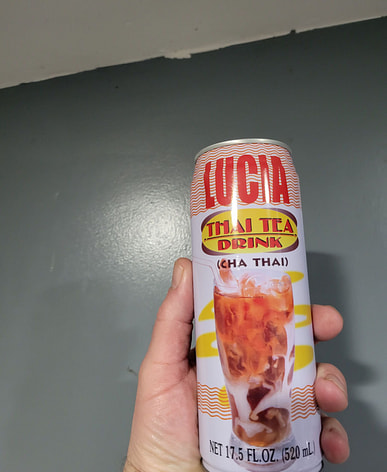 LUCIA
THAI TEA
DRINK
(CHA THAI)
NET 17.5 FL.OZ. (520 mL)